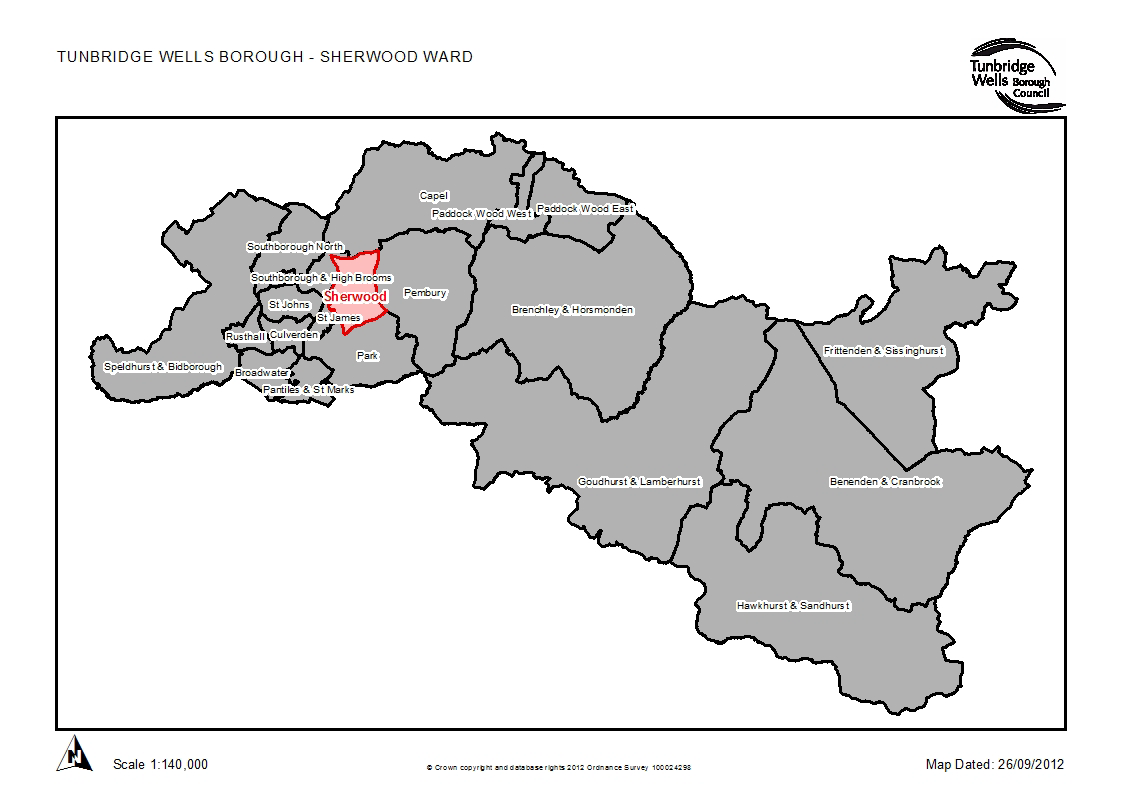 TUNBRIDGE WELLS BOROUGH - SHERWOOD WARD
Tunbridge
Wells Borough
Council
Capel
Paddock Wood West
Paddock Wood East
Southborough North
Southborough & High Brooms
Sherwood
Pembury
St Johns
St James
Brenchley & Horsmonden
Rusthall
Culverden
Park
Frittenden & Sissinghurst
Speldhurst & Bidborough
Broadwater
Pantiles & St Marks
Goudhurst & Lamberhurst
Benenden & Cranbrook
Hawkhurst & Sandhurst
N
Scale 1:140,000
© Crown copyright and database rights 2012 Ordnance Survey 100024298
Map Dated: 26/09/2012